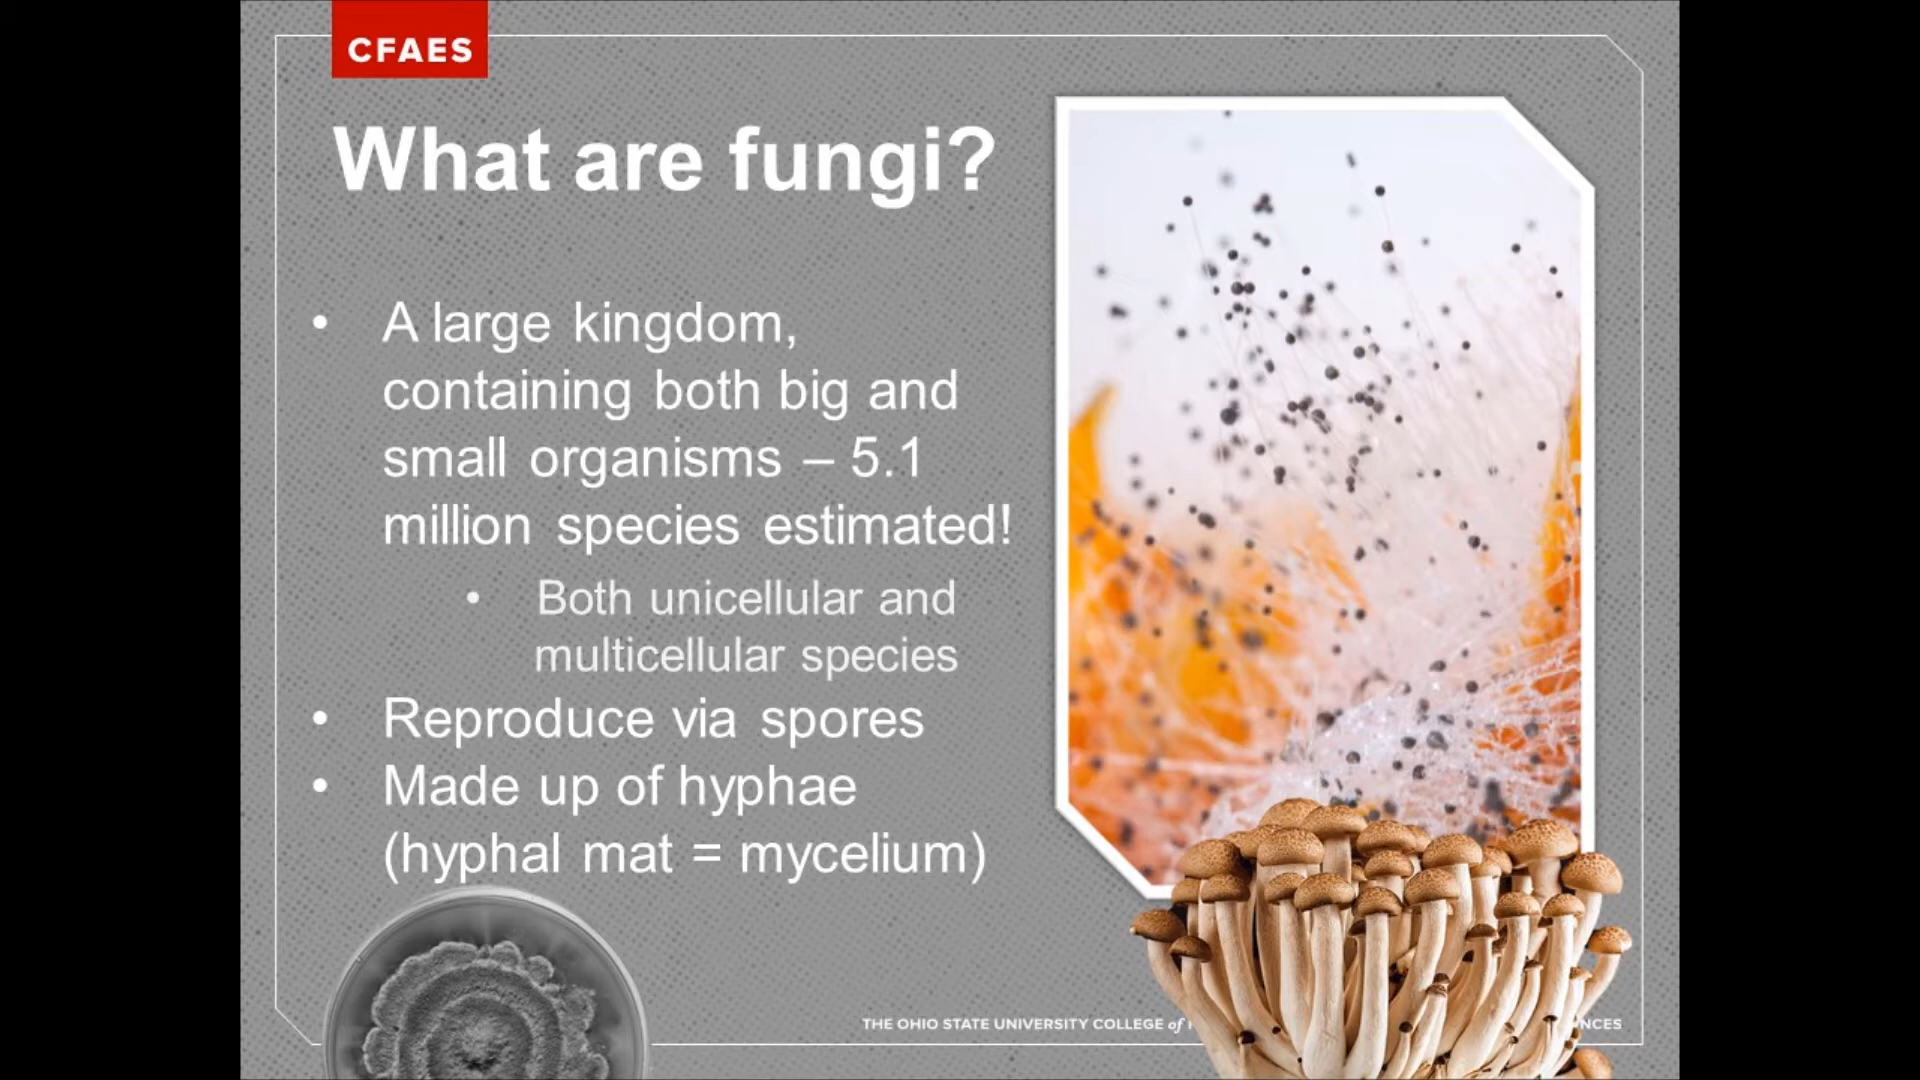 CFAES
What are fungi?
• A large kingdom,
containing both big and
small organisms – 5.1
million species estimated!
• Both unicellular and
multicellular species
• Reproduce via spores
• Made up of hyphae
(hyphal mat = mycelium)
THE OHIO STATE UNIVERSITY COLLEGE of